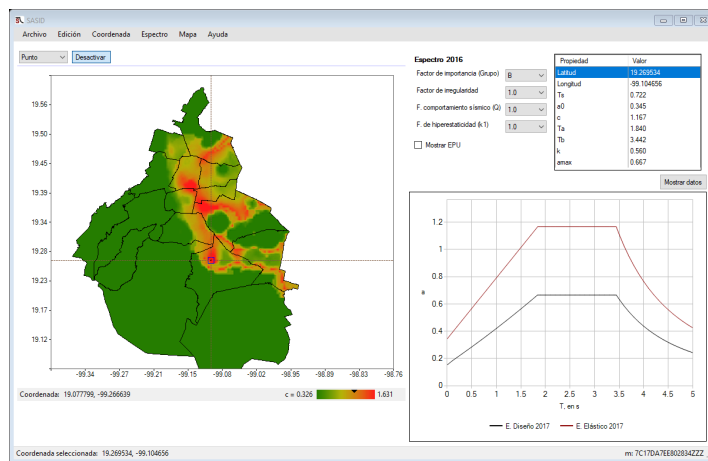 SASID
Archivo Edición Coordenada Espectro Mapa Ayuda
Punto Desactivar
19.56
19.50
19.45
19.39
19.34
19.28
19.23
19.17
19.12
-99.34 -99.27 -99.21 -99.15 -99.08 -99.02 -98.95 -98.89 -98.83 -98.76
Coordenada: 19.077799, -99.266639
c = 0.326 1.631
Espectro 2016
Factor de importancia (Grupo) B
Factor de irregularidad 1.0
F. comportamiento sísmico (Q) 1.0
F. de hiperestaticidad (k1) 1.0
Mostrar EPU
Propiedad Valor
Latitud 19.269534
Longitud -99.104656
Ts 0.722
a0 0.345
c 1.167
Ta 1.840
Tb 3.442
k 0.560
amax 0.667
Mostrar datos
1.2
1
0.8
a
0.6
0.4
0.2
0
0 0.5 1 1.5 2 2.5 3 3.5 4 4.5 5
T, en s
E. Diseño 2017 E. Elástico 2017
Coordenada seleccionada: 19.269534, -99.104656
m: 7C17DA7EE802834ZZZ